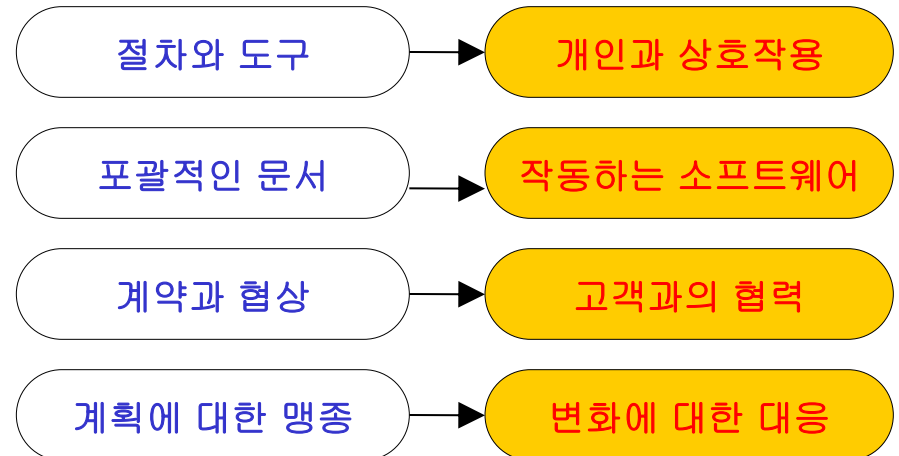 절차와 도구
개인과 상호작용
포괄적인 문서
작동하는 소프트웨어
계약과 협상
고객과의 협력
계획에 대한 맹종
변화에 대한 대응